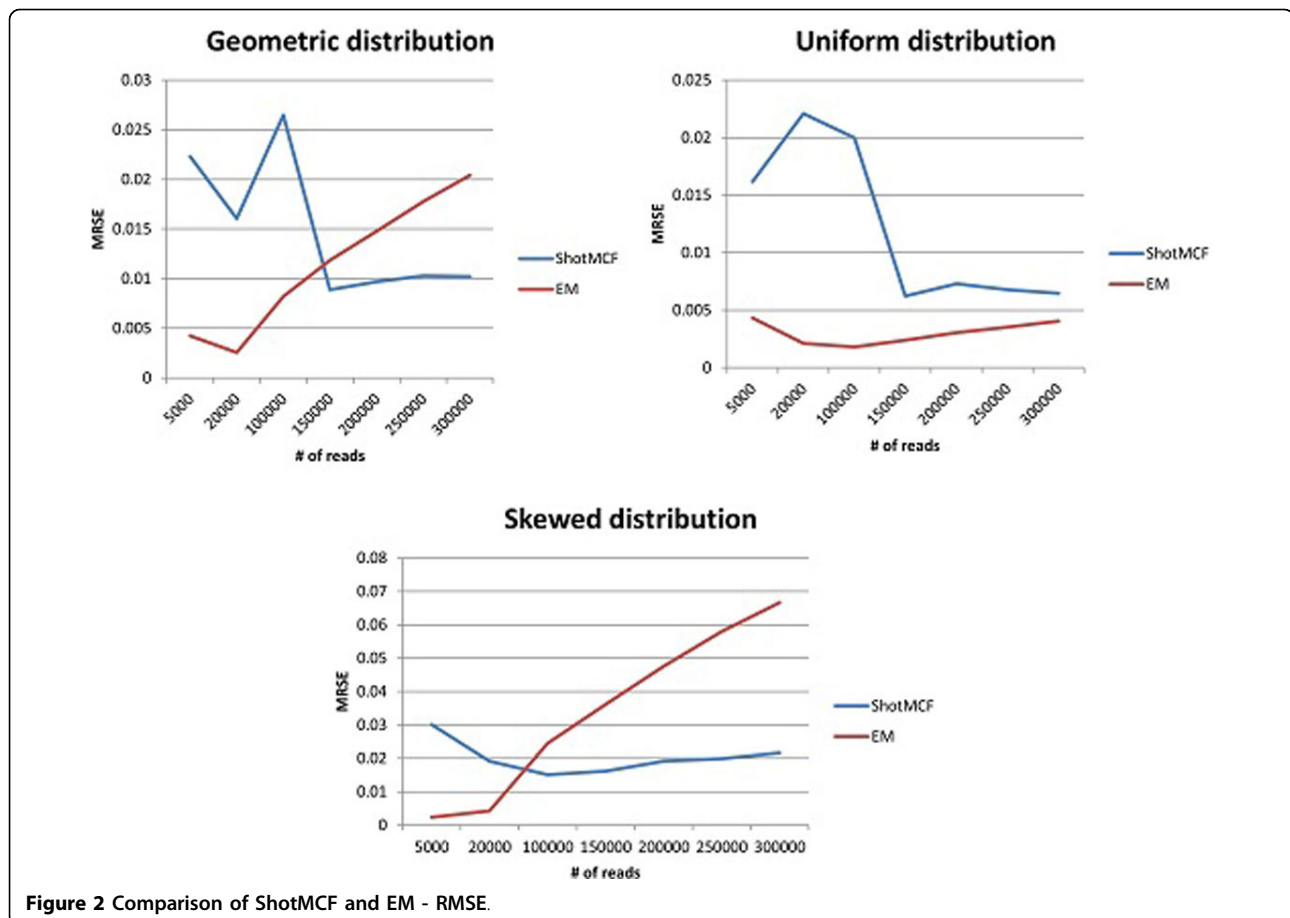 Geometric distribution
0.03
0.025
0.02
0.015
0.01
0.005
0
MRSE
5000
20000
100000
150000
200000
250000
300000
# of reads
ShotMCF
EM
Uniform distribution
0.025
0.02
0.015
0.01
0.005
0
MRSE
5000
20000
100000
150000
200000
250000
300000
# of reads
ShotMCF
EM
Skewed distribution
0.08
0.07
0.06
0.05
0.04
0.03
0.02
0.01
0
MRSE
5000 20000 100000 150000 200000 250000 300000
# of reads
ShotMCF
EM
Figure 2 Comparison of ShotMCF and EM - RMSE.